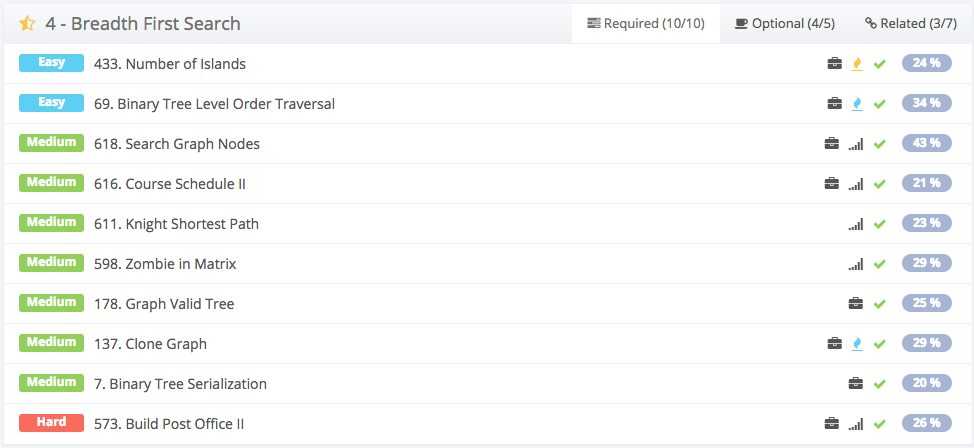 4 - Breadth First Search Required (10/10) Optional (4/5) Related (3/7)
Easy 433. Number of Islands 24 %
Easy 69. Binary Tree Level Order Traversal 34 %
Medium 618. Search Graph Nodes 43 %
Medium 616. Course Schedule II 21 %
Medium 611. Knight Shortest Path 23 %
Medium 598. Zombie in Matrix 29 %
Medium 178. Graph Valid Tree 25 %
Medium 137. Clone Graph 29 %
Medium 7. Binary Tree Serialization 20 %
Hard 573. Build Post Office II 26 %